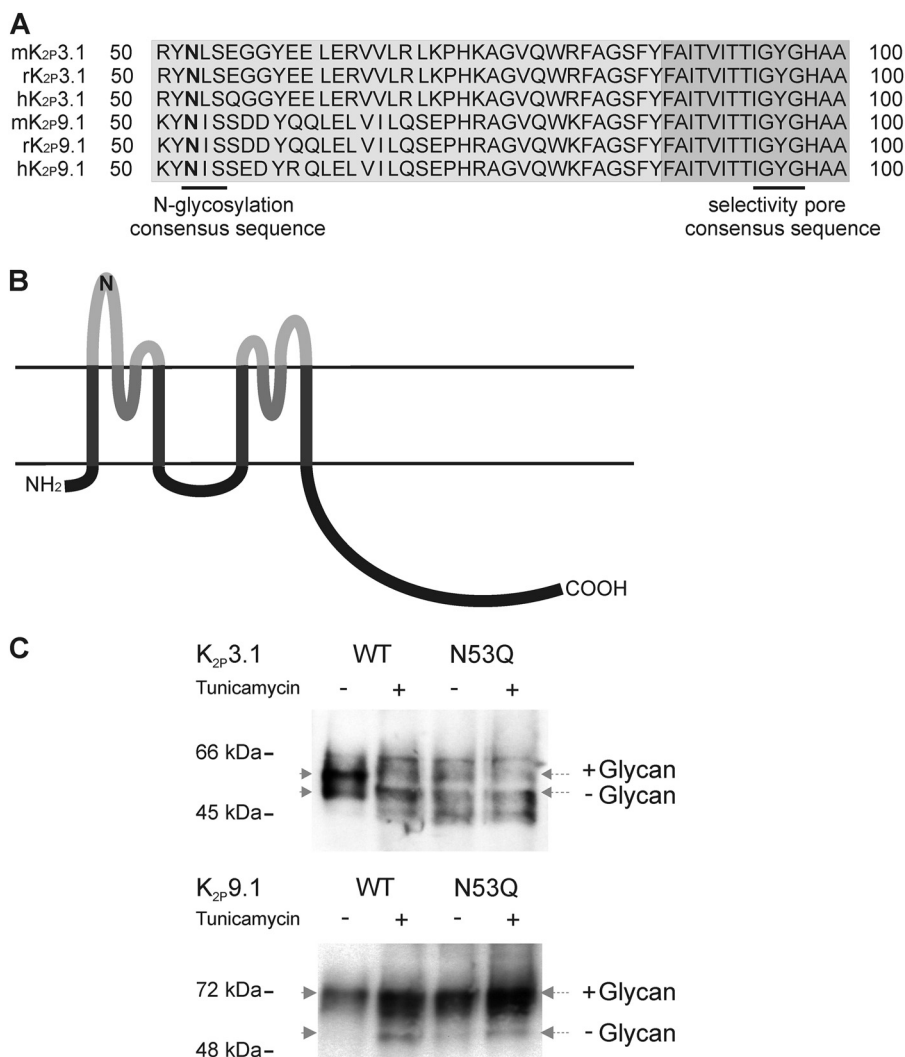 A
mK2P3.1 50 RYNLSEGGYEE LERVVLR LKPHKAGVQWRFAGSFYFAITVITTIGYGHAA 100
rK2P3.1 50 RYNLSEGGYEE LERVVLR LKPHKAGVQWRFAGSFYFAITVITTIGYGHAA 100
hK2P3.1 50 RYNLSQGGYEE LERVVLR LKPHKAGVQWRFAGSFYFAITVITTIGYGHAA 100
mK2P9.1 50 KYNISSDDYQQLELVILQSEPHRAGVQWKFAGSFYFAITVITTIGYGHAA 100
rK2P9.1 50 KYNISSDDYQQLELVILQSEPHRAGVQWKFAGSFYFAITVITTIGYGHAA 100
hK2P9.1 50 KYNISSEDYRQLELVILQSEPHRAGVQWKFAGSFYFAITVITTIGYGHAA 100
N-glycosylation selectivity pore
consensus sequence consensus sequence
B
N
NH2
COOH
C
K2P3.1 WT N53Q
Tunicamycin - + - +
66 kDa–
+Glycan
- Glycan
45 kDa–
K2P9.1 WT N53Q
Tunicamycin - + - +
72 kDa– +Glycan
- Glycan
48 kDa–